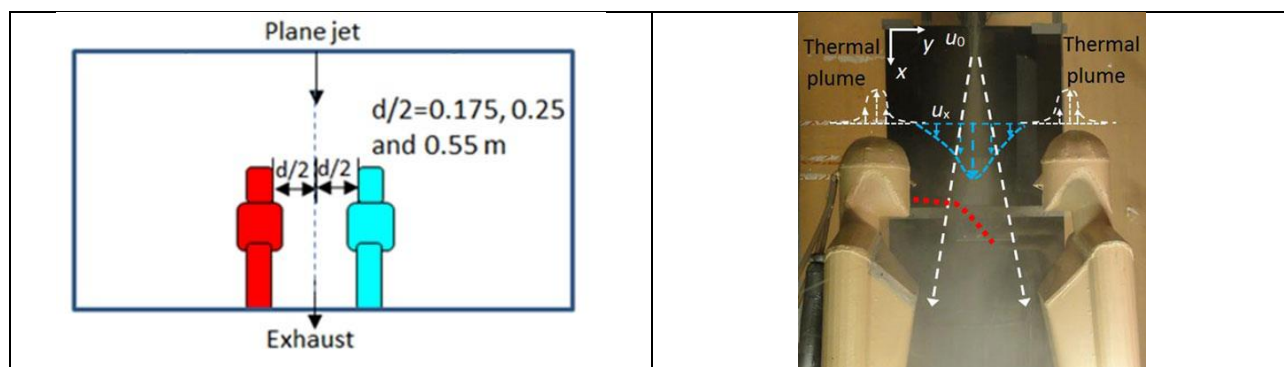 Plane jet
d/2=0.175, 0.25
and 0.55 m
d/2
d/2
Exhaust
Thermal
plume
y
u₀
x
Thermal
plume
uₓ